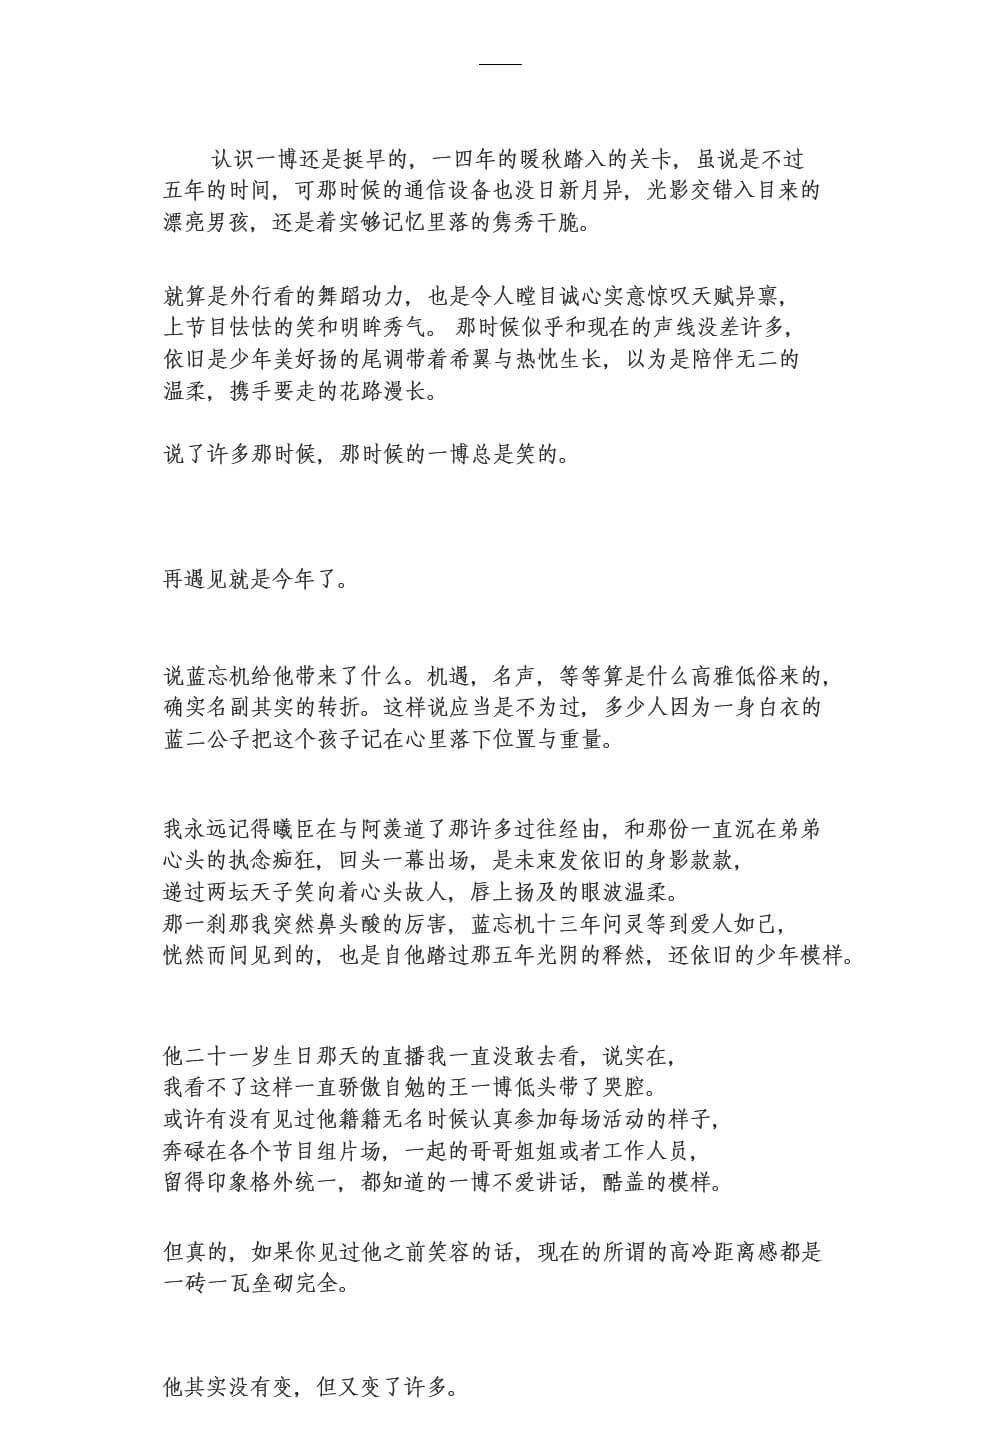 认识一博还是挺早的，一四年的暖秋踏入的关卡，虽说是不过
五年的时间，可那时候的通信设备也没日新月异，光影交错入目来的
漂亮男孩，还是着实够记忆里落的隽秀干脆。
就算是外行看的舞蹈功力，也是令人瞠目诚心实意惊叹天赋异禀，
上节目怯怯的笑和明眸秀气。 那时候似乎和现在的声线没差许多，
依旧是少年美好扬的尾调带着希翼与热忱生长，以为是陪伴无二的
温柔，携手要走的花路漫长。
说了许多那时候，那时候的一博总是笑的。
再遇见就是今年了。
说蓝忘机给他带来了什么。机遇，名声，等等算是什么高雅低俗来的，
确实名副其实的转折。这样说应当是不为过，多少人因为一身白衣的
蓝二公子把这个孩子记在心里落下位置与重量。
我永远记得曦臣在与阿羡道了那许多过往经由，和那份一直沉在弟弟
心头的执念痴狂，回头一幕出场，是未束发依旧的身影款款，
递过两坛天子笑向着心头故人，唇上扬及的眼波温柔。
那一刹那我突然鼻头酸的厉害，蓝忘机十三年问灵等到爱人如己，
恍然而间见到的，也是自他踏过那五年光阴的释然，还依旧的少年模样。
他二十一岁生日那天的直播我一直没敢去看，说实在，
我看不了这样一直骄傲自勉的王一博低头带了哭腔。
或许有没有见过他籍籍无名时候认真参加每场活动的样子，
奔碌在各个节目组片场，一起的哥哥姐姐或者工作人员，
留得印象格外统一，都知道的一博不爱讲话，酷盖的模样。
但真的，如果你见过他之前笑容的话，现在的所谓的高冷距离感都是
一砖一瓦垒砌完全。
他其实没有变，但又变了许多。